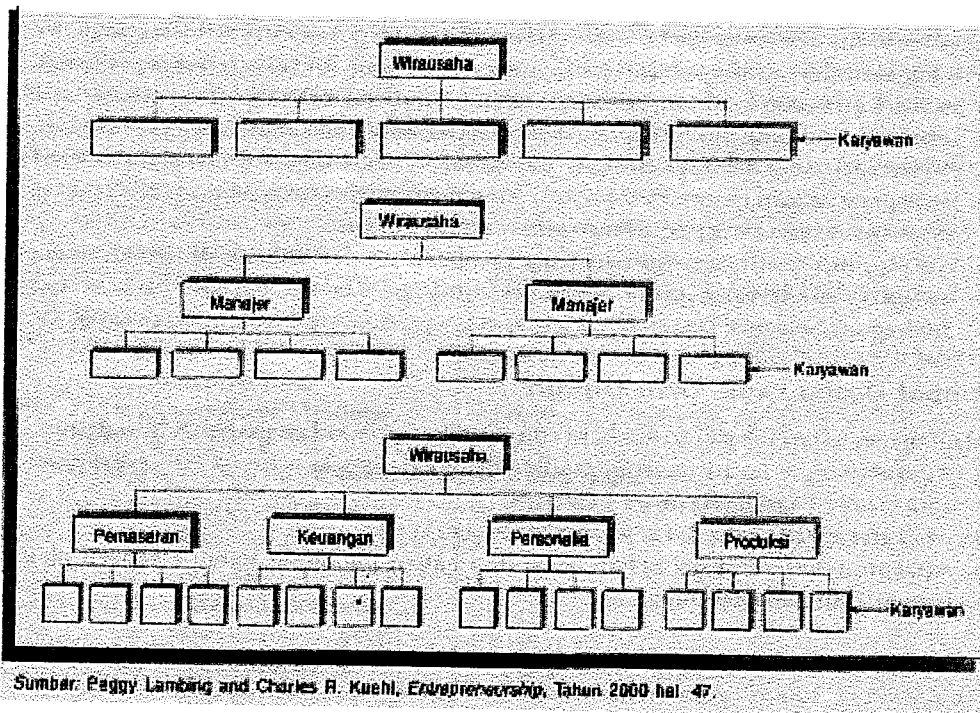 Wirausaha
Karyawan
Wirausaha
Manajer Manajer
Karyawan
Wirausaha
Pemasaran Keuangan Personalia Produksi
Karyawan
Sumber: Peggy Lambing and Charles R. Kuehl, Entrepreneurship, Tahun 2000 hal. 47.